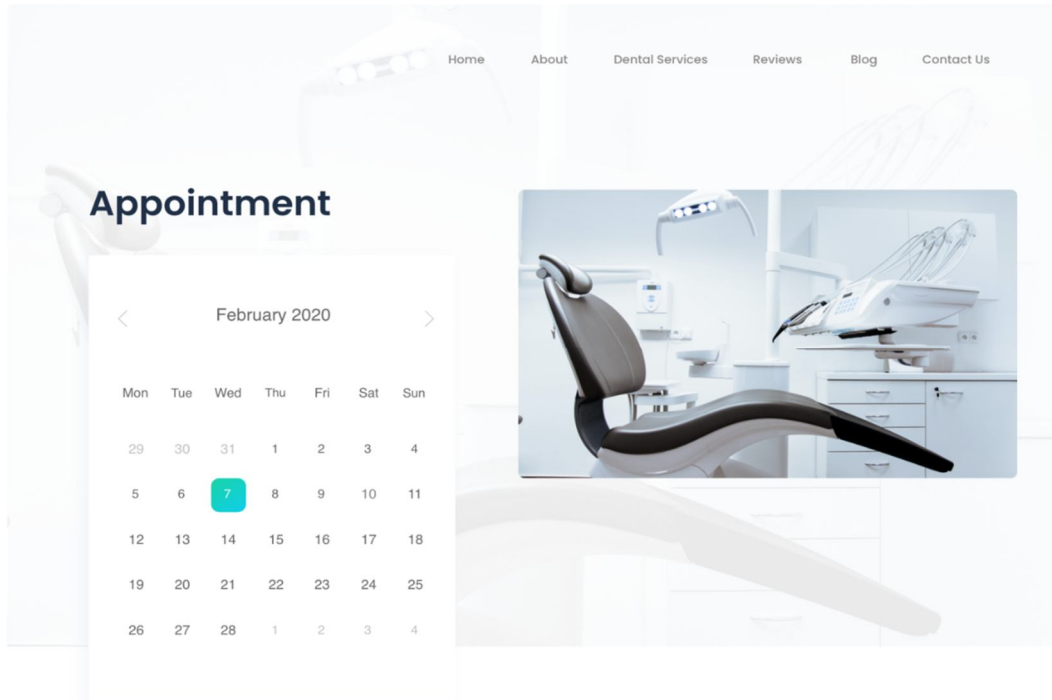 Home About Dental Services Reviews Blog Contact Us
Appointment
February 2020
Mon Tue Wed Thu Fri Sat Sun
29 30 31 1 2 3 4
5 6 7 8 9 10 11
12 13 14 15 16 17 18
19 20 21 22 23 24 25
26 27 28 1 2 3 4